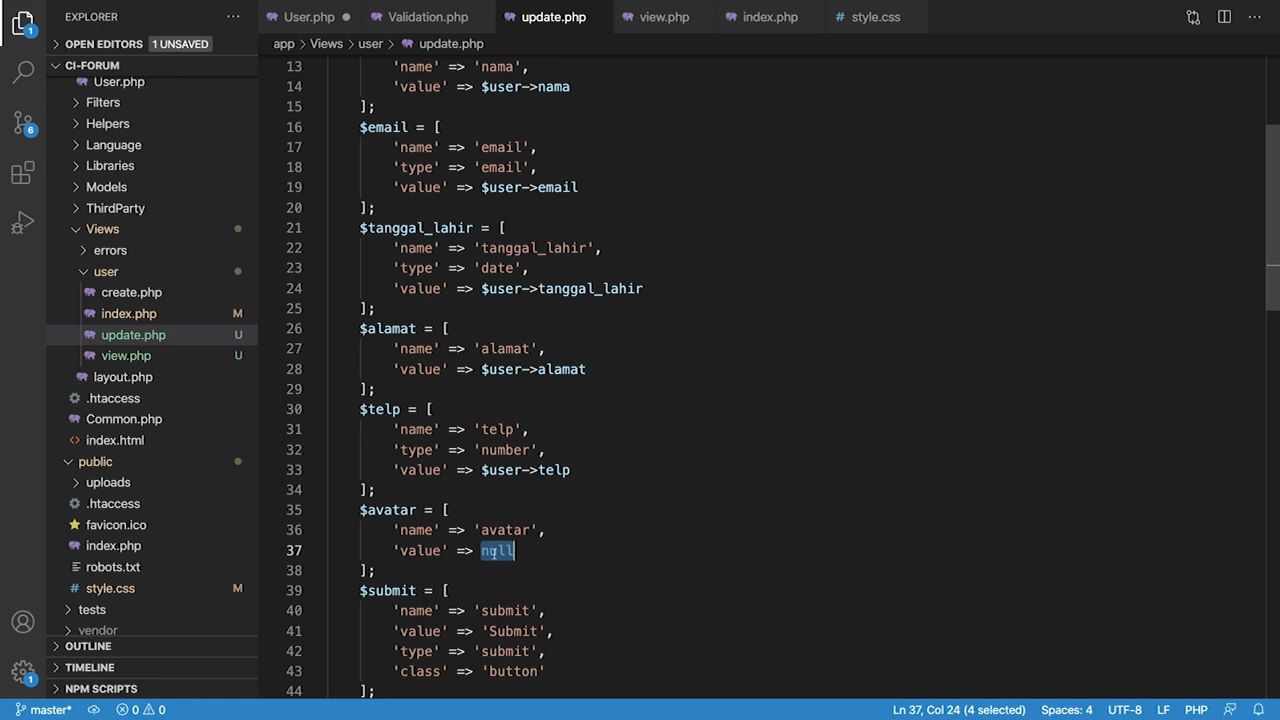 EXPLORER
User.php
Validation.php
update.php
view.php
index.php
style.css
OPEN EDITORS 1 UNSAVED
app > Views > user > update.php
CI-FORUM
User.php
Filters
Helpers
Language
Libraries
Models
ThirdParty
Views
errors
user
create.php
index.php M
update.php U
view.php U
layout.php
.htaccess
Common.php
index.html
public
uploads
.htaccess
favicon.ico
index.php
robots.txt
style.css M
tests
vendor
OUTLINE
TIMELINE
NPM SCRIPTS
1
6
1
13 'name' => 'nama',
14 'value' => $user->nama
15 ];
16 $email = [
17 'name' => 'email',
18 'type' => 'email',
19 'value' => $user->email
20 ];
21 $tanggal_lahir = [
22 'name' => 'tanggal_lahir',
23 'type' => 'date',
24 'value' => $user->tanggal_lahir
25 ];
26 $alamat = [
27 'name' => 'alamat',
28 'value' => $user->alamat
29 ];
30 $telp = [
31 'name' => 'telp',
32 'type' => 'number',
33 'value' => $user->telp
34 ];
35 $avatar = [
36 'name' => 'avatar',
37 'value' => null
38 ];
39 $submit = [
40 'name' => 'submit',
41 'value' => 'Submit',
42 'type' => 'submit',
43 'class' => 'button'
44 ];
master* 0 0 Ln 37, Col 24 (4 selected) Spaces: 4 UTF-8 LF PHP